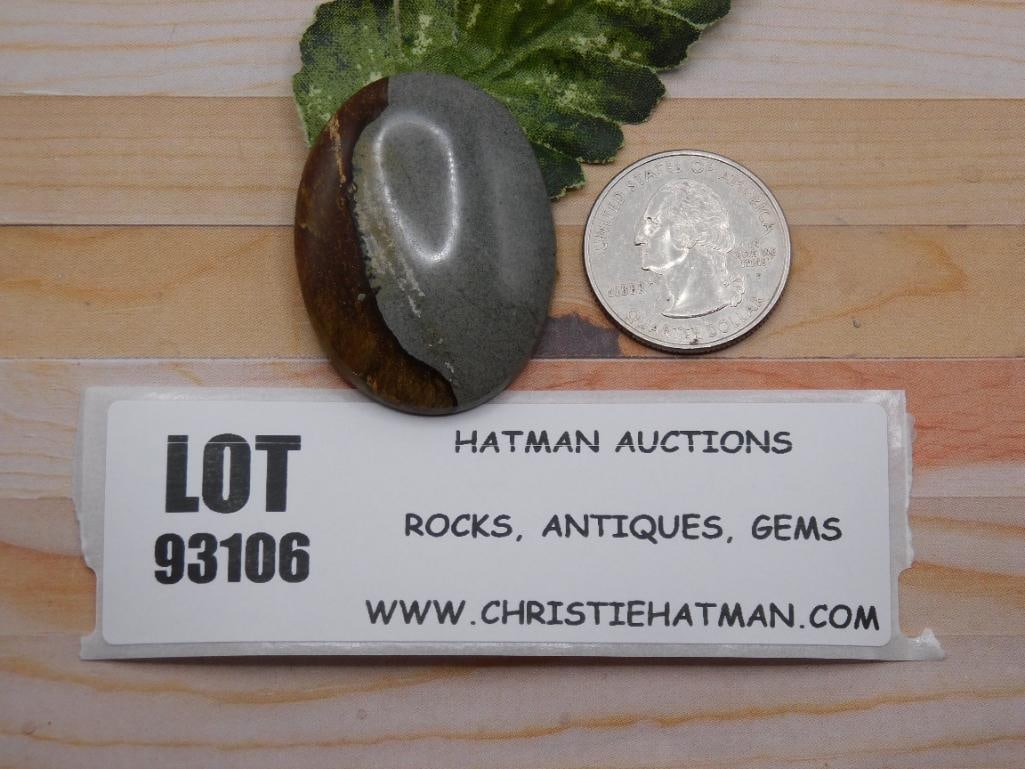 UNITED STATES OF AMERICA
LIBERTY
QUARTER DOLLAR
LOT
93106
HATMAN AUCTIONS
ROCKS, ANTIQUES, GEMS
WWW.CHRISTIEHATMAN.COM